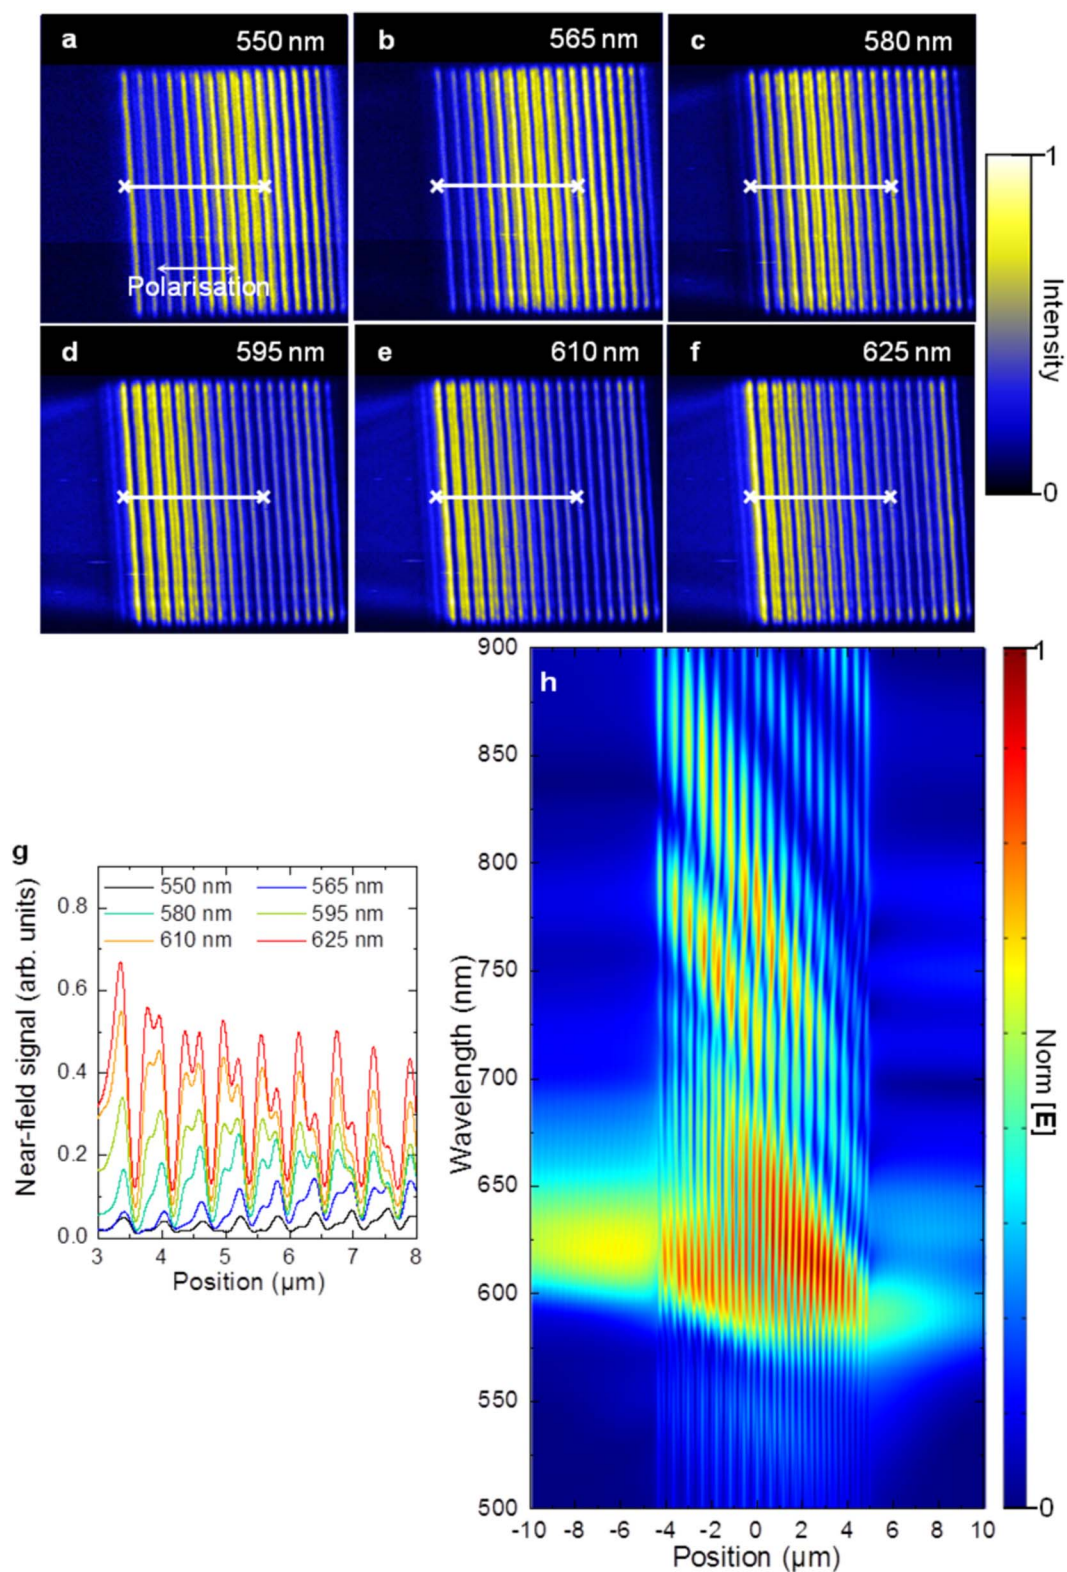 a 550 nm
b 565 nm
c 580 nm
Polarisation
d 595 nm
e 610 nm
f 625 nm
1
Intensity
0
g
Near-field signal (arb. units)
0.8
0.6
0.4
0.2
0.0
550 nm 565 nm
580 nm 595 nm
610 nm 625 nm
3 4 5 6 7 8
Position (μm)
h
Wavelength (nm)
900
850
800
750
700
650
600
550
500
-10 -8 -6 -4 -2 0 2 4 6 8 10
Position (μm)
1
Norm [E]
0